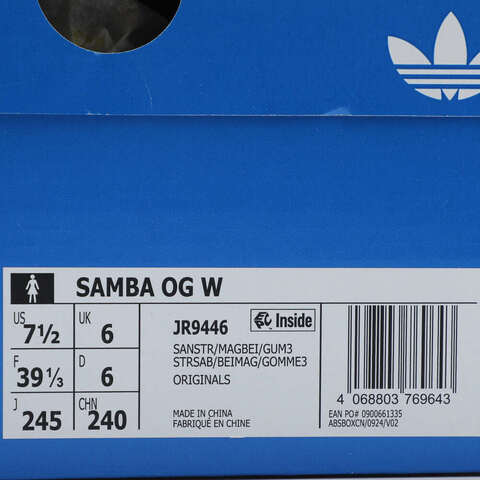 SAMBA OG W
US 7½ UK 6
F 39⅓ D 6
J 245 CHN 240
JR9446 Inside
SANSTR/MAGBEI/GUM3
STRSAB/BEIMAG/GOMME3
ORIGINALS
MADE IN CHINA
FABRIQUÉ EN CHINE
4 068803 769643
EAN PO# 0900661335
ABSBOXCN/0924/V02